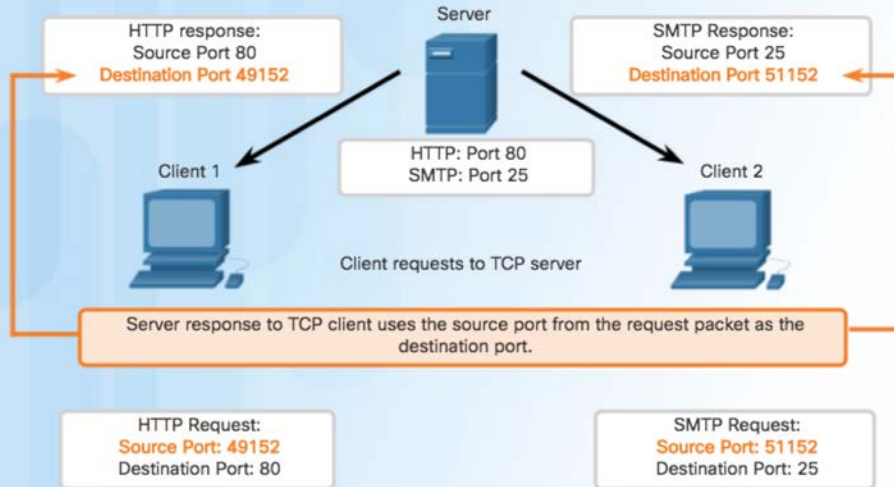 Server
HTTP response:
Source Port 80
Destination Port 49152
SMTP Response:
Source Port 25
Destination Port 51152
HTTP: Port 80
SMTP: Port 25
Client 1
Client 2
Client requests to TCP server
Server response to TCP client uses the source port from the request packet as the
destination port.
HTTP Request:
Source Port: 49152
Destination Port: 80
SMTP Request:
Source Port: 51152
Destination Port: 25